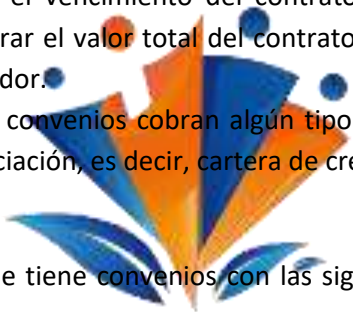 el vencimiento del contrato
rar el valor total del contrato
dor.
convenios cobran algún tipo
ciación, es decir, cartera de cre
e tiene convenios con las sig